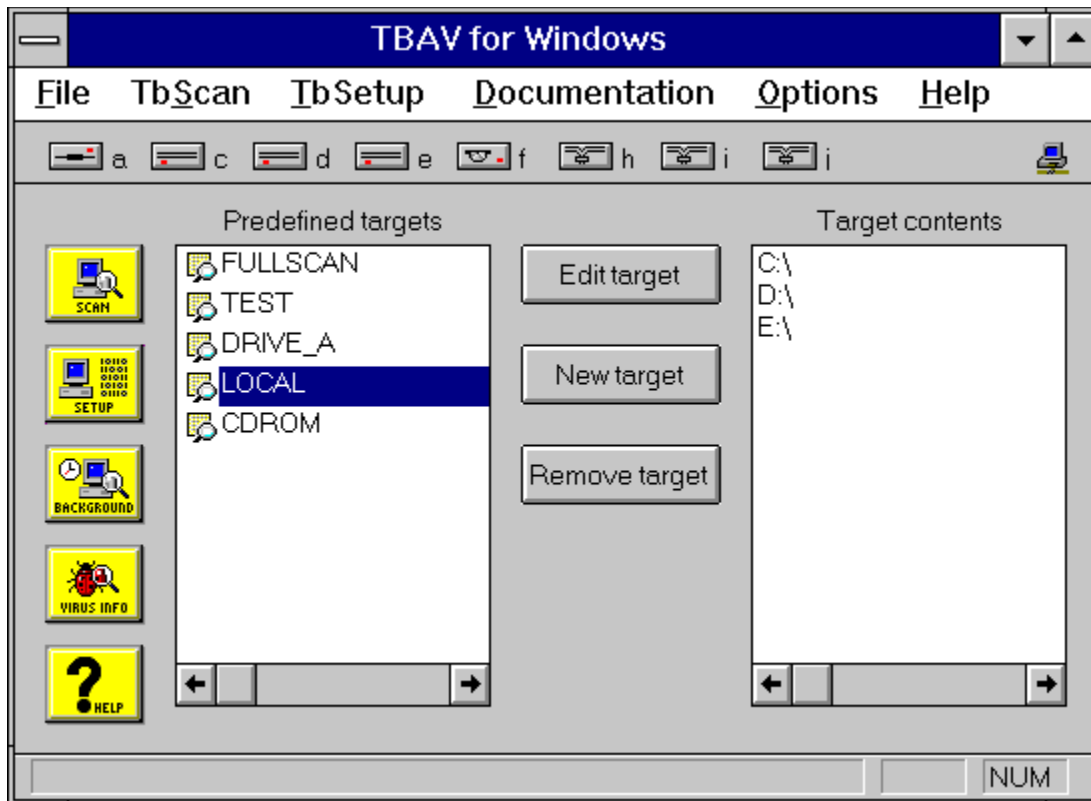 TBAV for Windows
File TbScan TbSetup Documentation Options Help
a c d e f h i j
Predefined targets
Target contents
SCAN
SETUP
BACKGROUND
VIRUS INFO
HELP
FULLSCAN
TEST
DRIVE_A
LOCAL
CDROM
Edit target
New target
Remove target
C:\
D:\
E:\
NUM